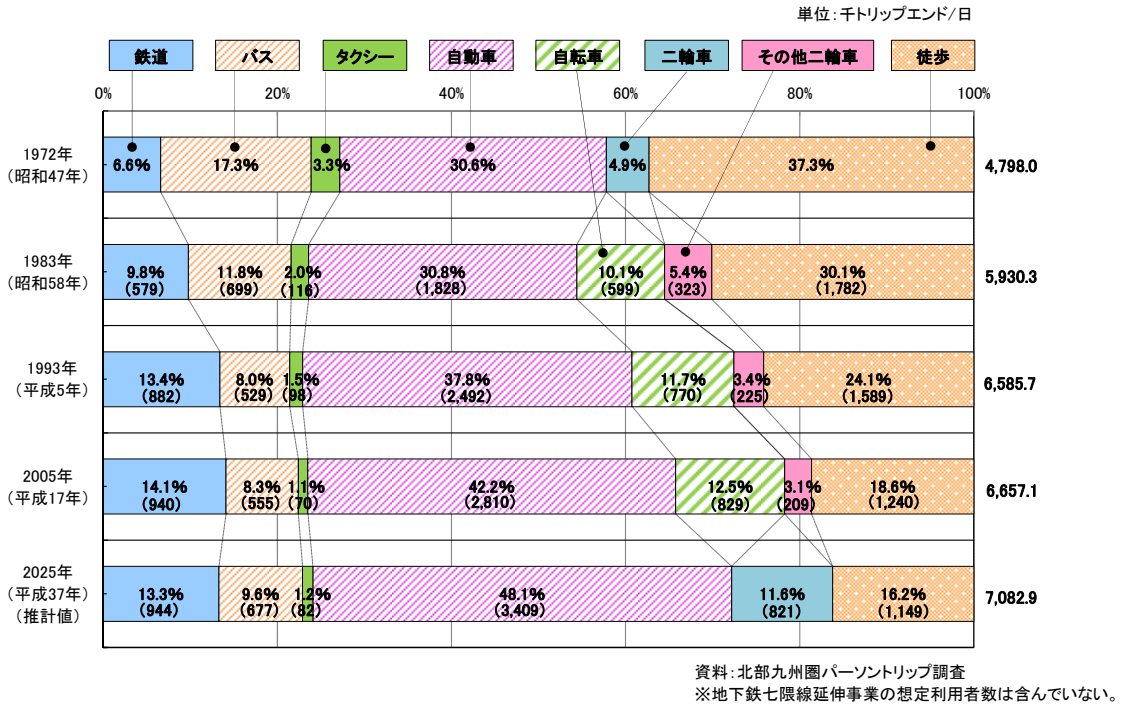 単位：千トリップエンド/日
鉄道 バス タクシー 自動車 自転車 二輪車 その他二輪車 徒歩
0% 20% 40% 60% 80% 100%
1972年
（昭和47年）
6.6% 17.3% 3.3% 30.6% 4.9% 37.3% 4,798.0
1983年
（昭和58年）
9.8% 11.8% 2.0% 30.8% 10.1% 5.4% 30.1% 5,930.3
(579) (699) (116) (1,828) (599) (323) (1,782)
1993年
（平成5年）
13.4% 8.0% 1.5% 37.8% 11.7% 3.4% 24.1% 6,585.7
(882) (529) (98) (2,492) (770) (225) (1,589)
2005年
（平成17年）
14.1% 8.3% 1.1% 42.2% 12.5% 3.1% 18.6% 6,657.1
(940) (555) (70) (2,810) (829) (209) (1,240)
2025年
（平成37年）
（推計値）
13.3% 9.6% 1.2% 48.1% 11.6% 16.2% 7,082.9
(944) (677) (82) (3,409) (821) (1,149)
資料：北部九州圏パーソントリップ調査
※地下鉄七隈線延伸事業の想定利用者数は含んでいない。